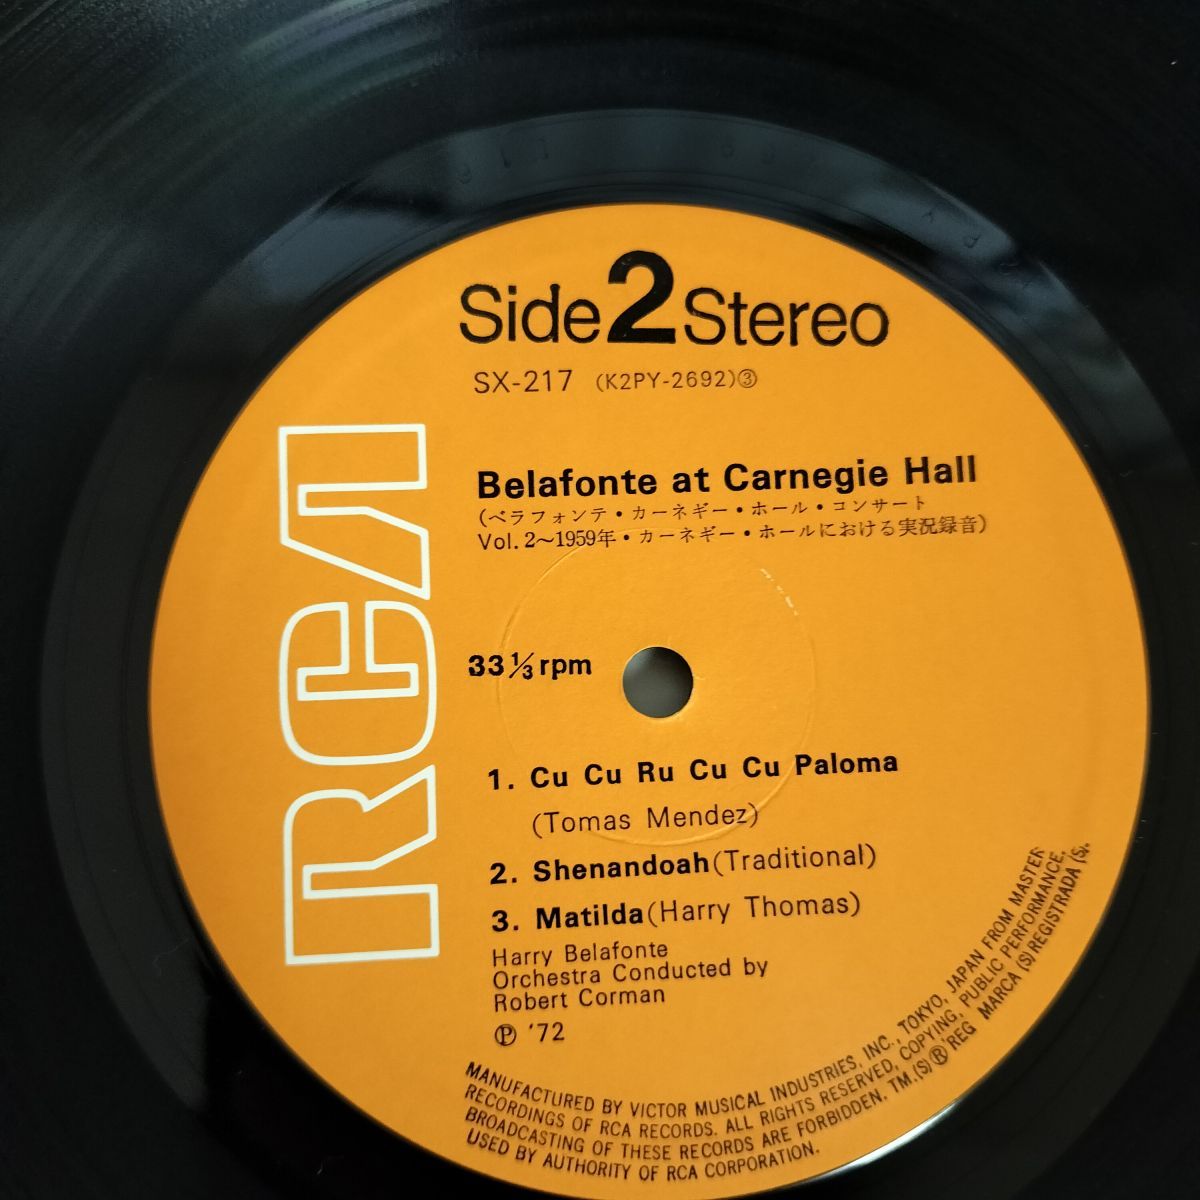 Side 2 Stereo
SX-217 (K2PY-2692)③
RCA
Belafonte at Carnegie Hall
(ベラフォンテ・カーネギー・ホール・コンサート
Vol. 2〜1959年・カーネギー・ホールにおける実況録音)
33 1/3 rpm
1. Cu Cu Ru Cu Cu Paloma
(Tomas Mendez)
2. Shenandoah (Traditional)
3. Matilda (Harry Thomas)
Harry Belafonte
Orchestra Conducted by
Robert Corman
Ⓟ '72
MANUFACTURED BY VICTOR MUSICAL INDUSTRIES, INC., TOKYO, JAPAN FROM MASTER
RECORDINGS OF RCA RECORDS. ALL RIGHTS RESERVED, COPYING, PUBLIC PERFORMANCE,
BROADCASTING OF THESE RECORDS ARE FORBIDDEN. TM.(S)® REG MARCA (S) REGISTRADA (S).
USED BY AUTHORITY OF RCA CORPORATION.